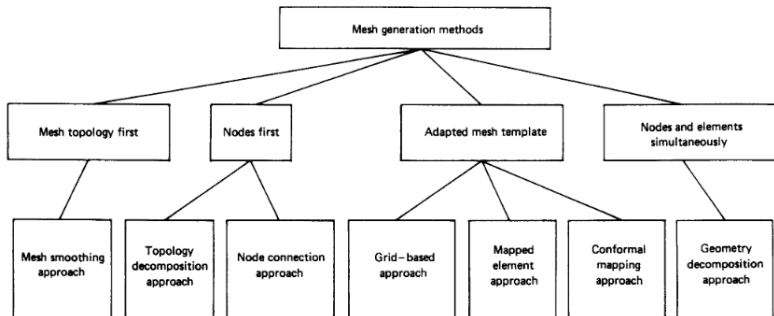 Mesh generation methods
Mesh topology first
Nodes first
Adapted mesh template
Nodes and elements
simultaneously
Mesh smoothing
approach
Topology
decomposition
approach
Node connection
approach
Grid–based
approach
Mapped
element
approach
Conformal
mapping
approach
Geometry
decomposition
approach